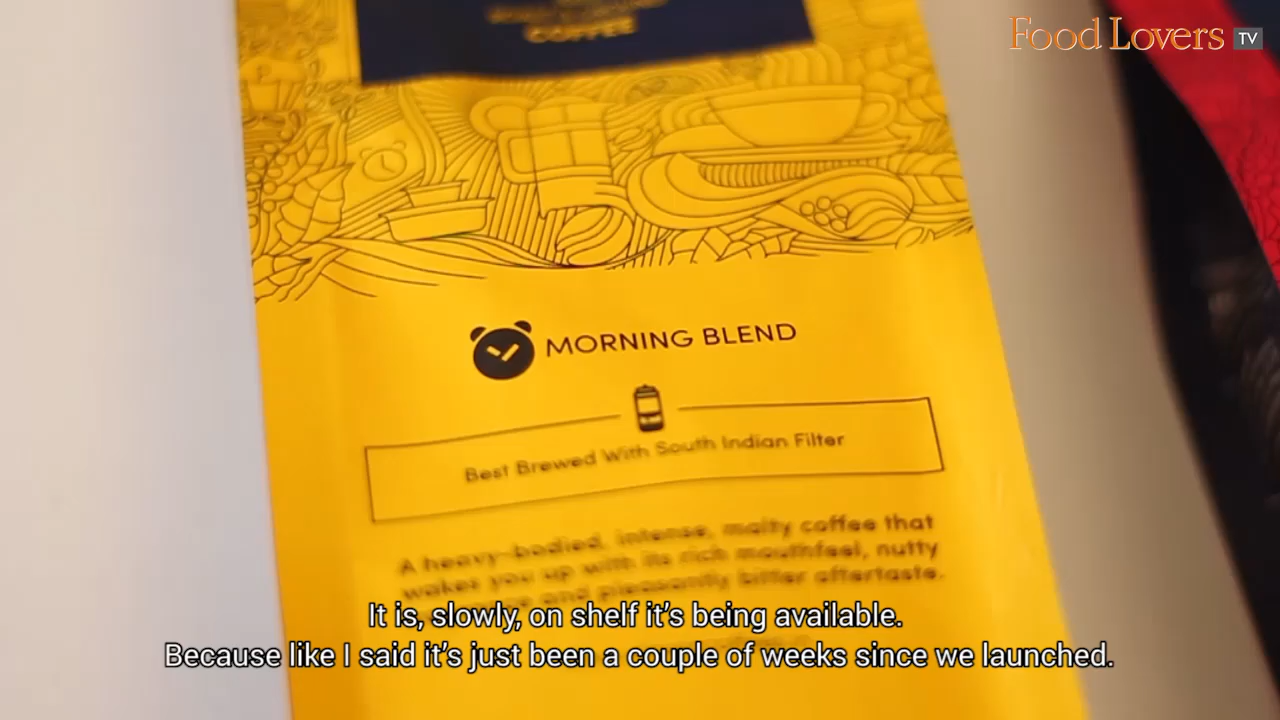 COFFEE
Food Lovers TV
MORNING BLEND
Best Brewed With South Indian Filter
A heavy-bodied, intense, malty coffee that
wakes you up with its rich mouthfeel, nutty
and pleasantly bitter aftertaste.
It is, slowly, on shelf it's being available.
Because like I said it's just been a couple of weeks since we launched.